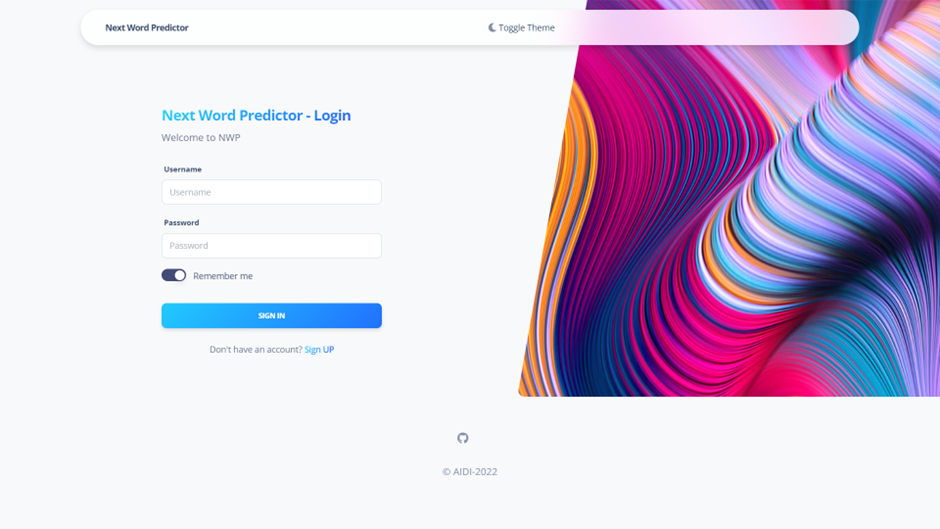 Next Word Predictor
Toggle Theme
Next Word Predictor - Login
Welcome to NWP
Username
Username
Password
Password
Remember me
SIGN IN
Don't have an account? Sign UP
© AIDI-2022